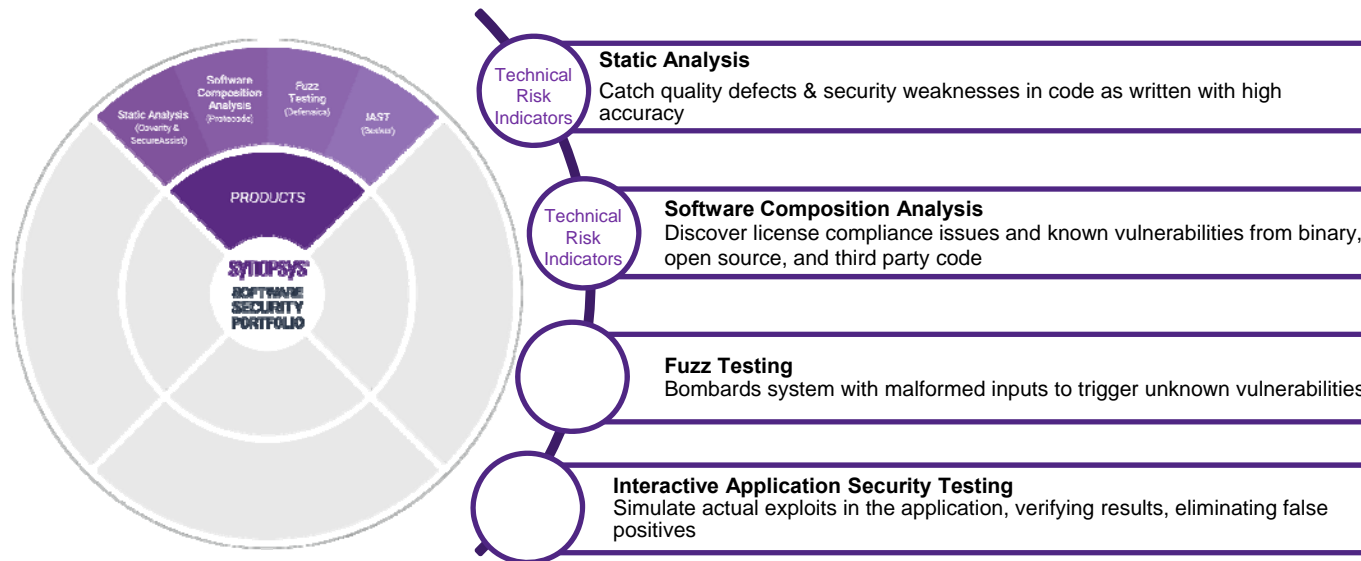 Software
Composition
Analysis
(Protecode)
Fuzz
Testing
(Defensics)
Static Analysis
(Coverity &
SecureAssist)
IAST
(Seeker)
PRODUCTS
SYNOPSYS®
SOFTWARE
SECURITY
PORTFOLIO
Technical
Risk
Indicators
Static Analysis
Catch quality defects & security weaknesses in code as written with high
accuracy
Technical
Risk
Indicators
Software Composition Analysis
Discover license compliance issues and known vulnerabilities from binary,
open source, and third party code
Fuzz Testing
Bombards system with malformed inputs to trigger unknown vulnerabilities
Interactive Application Security Testing
Simulate actual exploits in the application, verifying results, eliminating false
positives